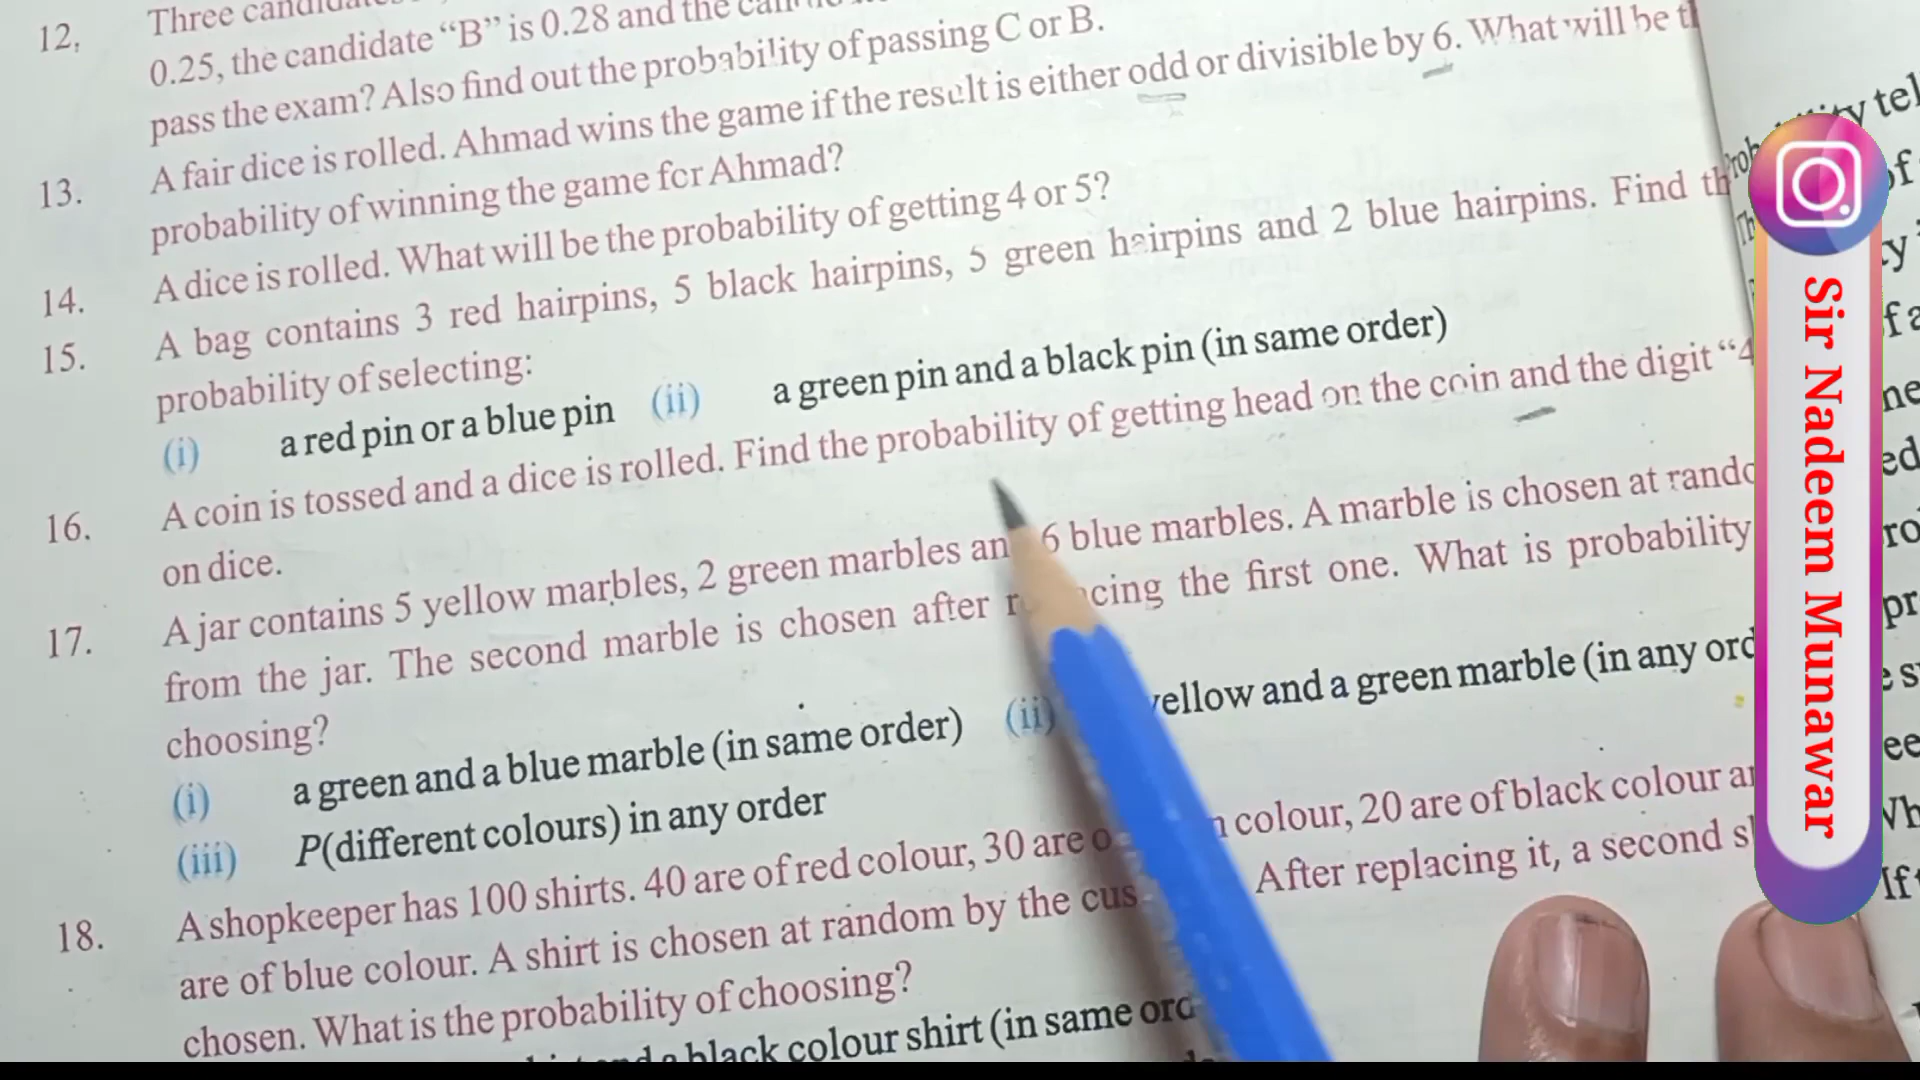 12. Three
0.25, the candidate “B” is 0.28 and the
pass the exam? Also find out the probability of passing C or B.
13. A fair dice is rolled. Ahmad wins the game if the result is either odd or divisible by 6. What will be
probability of winning the game for Ahmad?
14. A dice is rolled. What will be the probability of getting 4 or 5?
15. A bag contains 3 red hairpins, 5 black hairpins, 5 green hairpins and 2 blue hairpins. Find
probability of selecting:
(i) a red pin or a blue pin (ii) a green pin and a black pin (in same order)
16. A coin is tossed and a dice is rolled. Find the probability of getting head on the coin and the digit “4
on dice.
17. A jar contains 5 yellow marbles, 2 green marbles 6 blue marbles. A marble is chosen at
from the jar. The second marble is chosen after the first one. What is probability
choosing?
(i) a green and a blue marble (in same order) (ii) and a green marble (in any
(iii) P(different colours) in any order
18. A shopkeeper has 100 shirts. 40 are of red colour, 30 are colour, 20 are of black colour
are of blue colour. A shirt is chosen at random by the After replacing it, a second
chosen. What is the probability of choosing?
black colour shirt (in same
Sir Nadeem Munawar